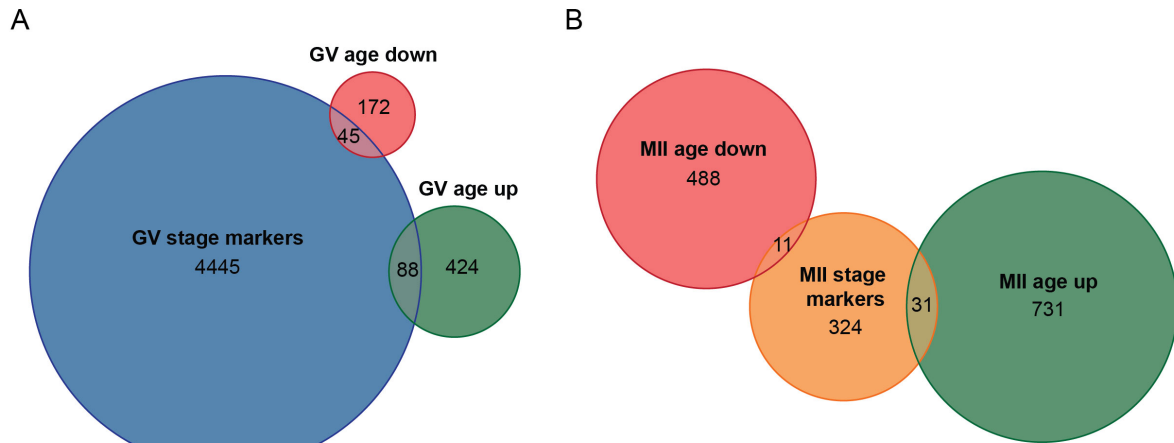 A
GV age down
172
45
GV age up
GV stage markers
4445
88
424
B
MII age down
488
11
MII stage
markers
324
31
MII age up
731